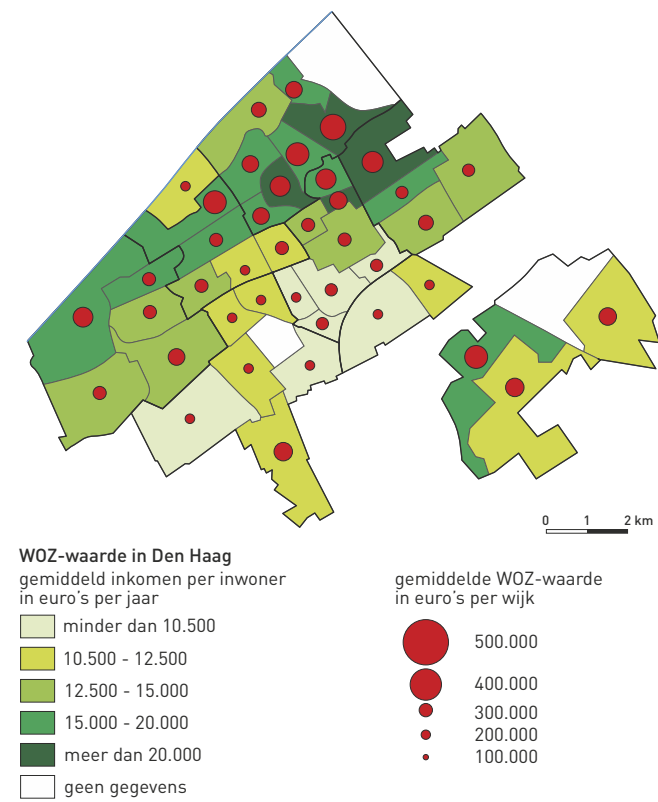 0 1 2 km
WOZ-waarde in Den Haag
gemiddeld inkomen per inwoner
in euro's per jaar
minder dan 10.500
10.500 - 12.500
12.500 - 15.000
15.000 - 20.000
meer dan 20.000
geen gegevens
gemiddelde WOZ-waarde
in euro's per wijk
500.000
400.000
300.000
200.000
100.000